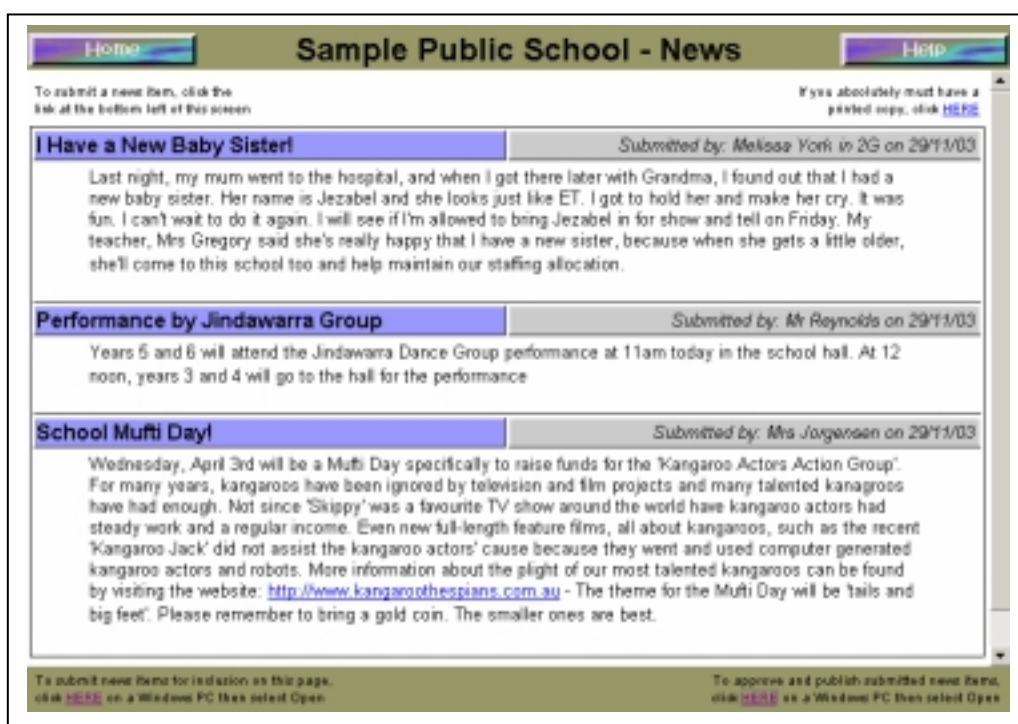 Home
Sample Public School - News
Help
To submit a news item, click the
link at the bottom left of this screen
If you absolutely must have a
printed copy, click HERE
I Have a New Baby Sister!
Submitted by: Melissa York in 2G on 29/11/03
Last night, my mum went to the hospital, and when I got there later with Grandma, I found out that I had a
new baby sister. Her name is Jezabel and she looks just like ET. I got to hold her and make her cry. It was
fun. I can't wait to do it again. I will see if I'm allowed to bring Jezabel in for show and tell on Friday. My
teacher, Mrs Gregory said she's really happy that I have a new sister, because when she gets a little older,
she'll come to this school too and help maintain our staffing allocation.
Performance by Jindawarra Group
Submitted by: Mr Reynolds on 29/11/03
Years 5 and 6 will attend the Jindawarra Dance Group performance at 11am today in the school hall. At 12
noon, years 3 and 4 will go to the hall for the performance
School Mufti Day!
Submitted by: Mrs Jorgensen on 29/11/03
Wednesday, April 3rd will be a Mufti Day specifically to raise funds for the 'Kangaroo Actors Action Group'.
For many years, kangaroos have been ignored by television and film projects and many talented kanagroos
have had enough. Not since 'Skippy' was a favourite TV show around the world have kangaroo actors had
steady work and a regular income. Even new full-length feature films, all about kangaroos, such as the recent
'Kangaroo Jack' did not assist the kangaroo actors' cause because they went and used computer generated
kangaroo actors and robots. More information about the plight of our most talented kangaroos can be found
by visiting the website: http://www.kangaroothespians.com.au - The theme for the Mufti Day will be 'tails and
big feet'. Please remember to bring a gold coin. The smaller ones are best.
To submit news items for inclusion on this page,
click HERE on a Windows PC then select Open
To approve and publish submitted news items,
click HERE on a Windows PC then select Open